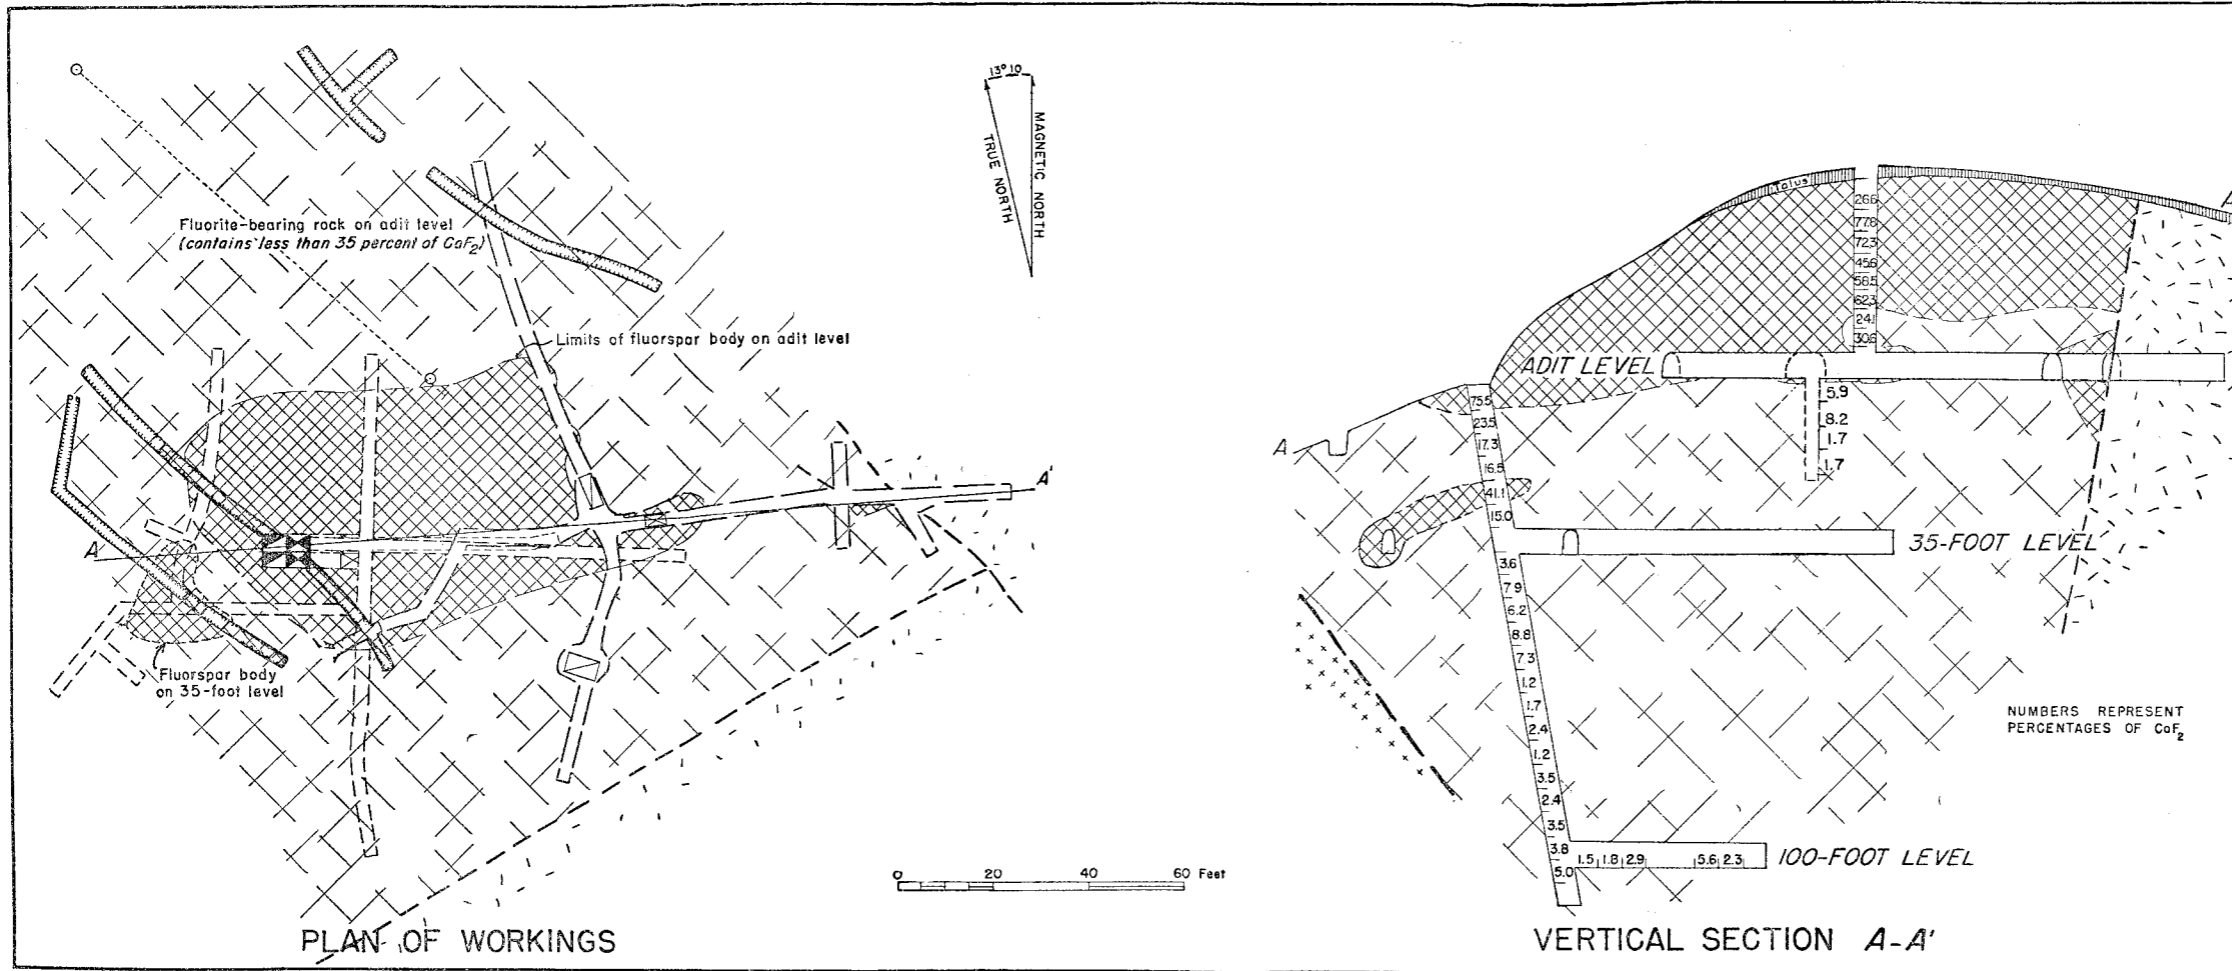 13° 10
MAGNETIC NORTH
TRUE NORTH
Fluorite-bearing rock on adit level
(contains less than 35 percent of CaF₂)
Limits of fluorspar body on adit level
A
A'
Fluorspar body
on 35-foot level
0 20 40 60 Feet
PLAN OF WORKINGS
Talus
A
26.6
77.8
72.3
45.6
58.5
62.3
24.1
30.6
ADIT LEVEL
5.9
8.2
1.7
1.7
A
75.5
23.5
17.3
16.5
41.1
15.0
35-FOOT LEVEL
3.6
7.9
6.2
8.8
7.3
1.2
1.7
2.4
1.2
3.5
2.4
3.5
3.8
5.0
1.5 1.8 2.9 5.6 2.3
100-FOOT LEVEL
NUMBERS REPRESENT
PERCENTAGES OF CaF₂
VERTICAL SECTION A-A'